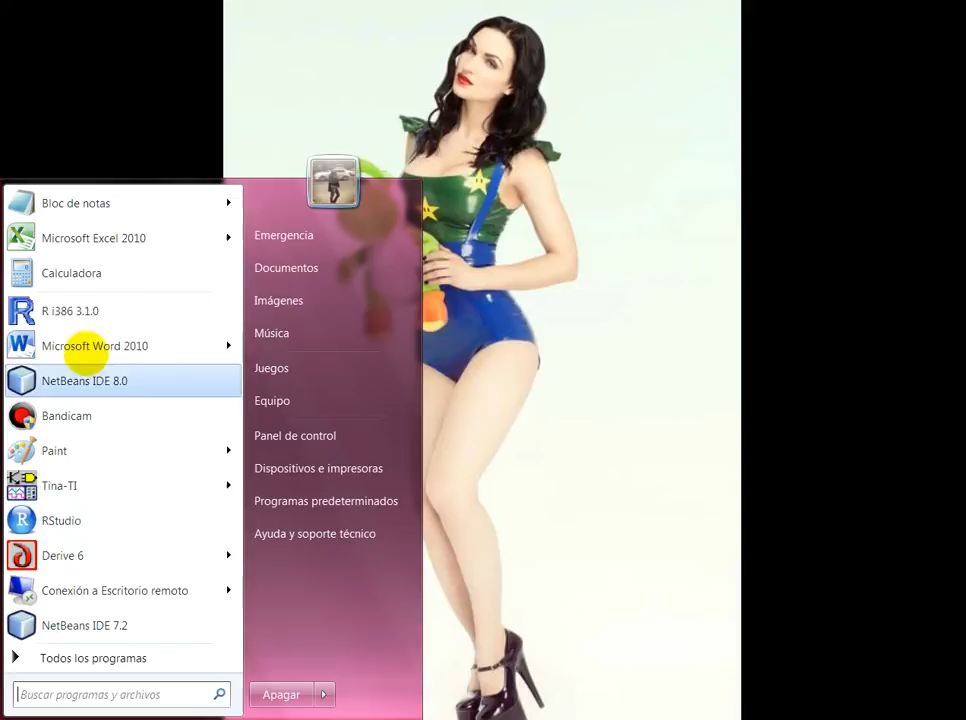 Bloc de notas
Microsoft Excel 2010
Calculadora
R i386 3.1.0
Microsoft Word 2010
NetBeans IDE 8.0
Bandicam
Paint
Tina-TI
RStudio
Derive 6
Conexión a Escritorio remoto
NetBeans IDE 7.2
Todos los programas
Buscar programas y archivos
Emergencia
Documentos
Imágenes
Música
Juegos
Equipo
Panel de control
Dispositivos e impresoras
Programas predeterminados
Ayuda y soporte técnico
Apagar